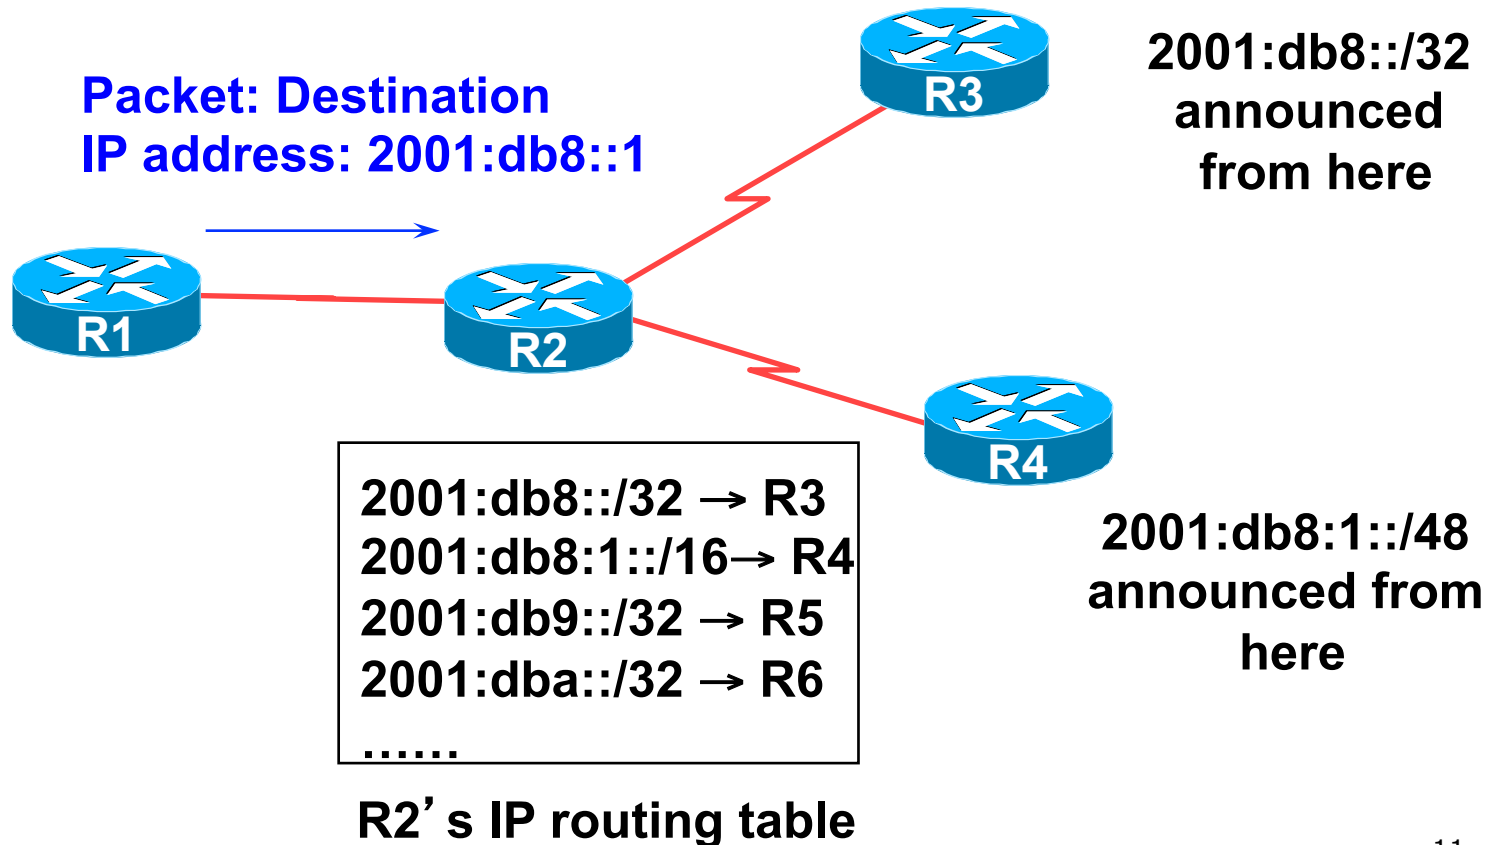 Packet: Destination
IP address: 2001:db8::1
R3
2001:db8::/32
announced
from here
R1
R2
R4
2001:db8:1::/48
announced from
here
2001:db8::/32 → R3
2001:db8:1::/16→ R4
2001:db9::/32 → R5
2001:dba::/32 → R6
……
R2’s IP routing table
11